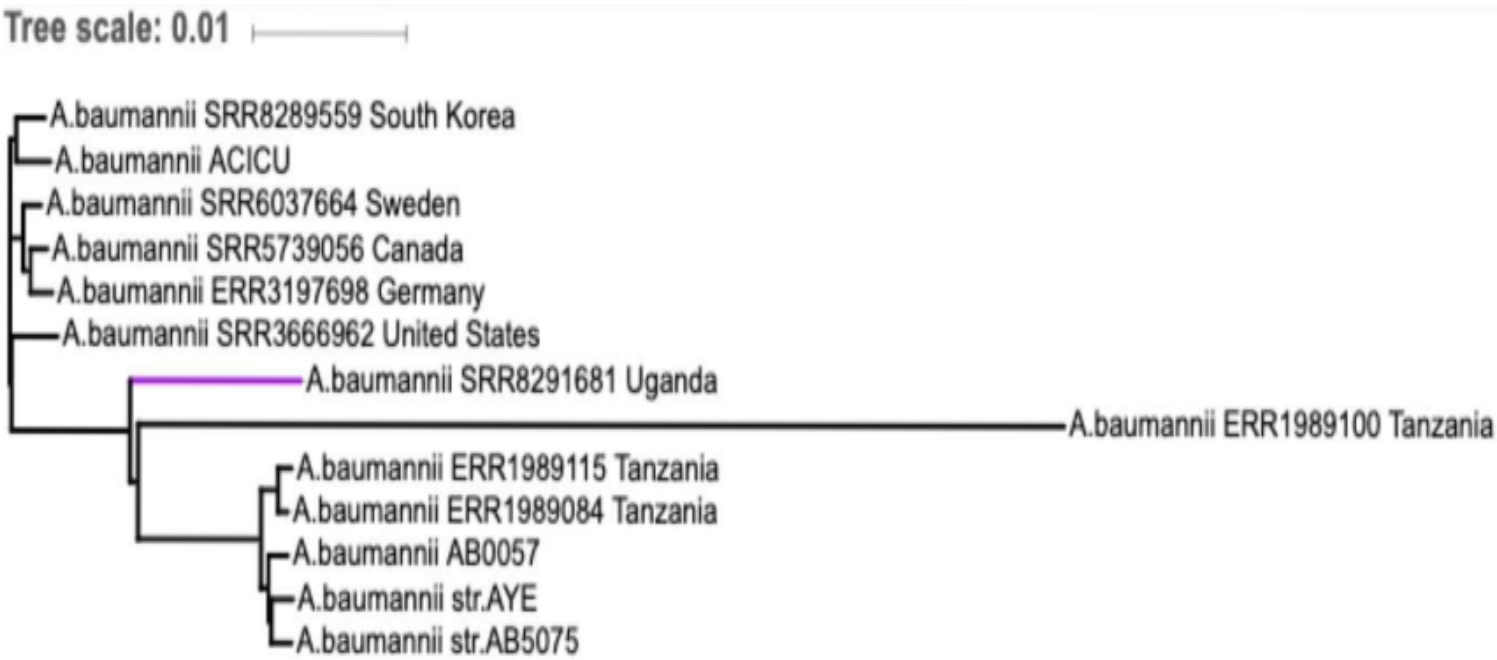 Tree scale: 0.01
A.baumannii SRR8289559 South Korea
A.baumannii ACICU
A.baumannii SRR6037664 Sweden
A.baumannii SRR5739056 Canada
A.baumannii ERR3197698 Germany
A.baumannii SRR3666962 United States
A.baumannii SRR8291681 Uganda
A.baumannii ERR1989100 Tanzania
A.baumannii ERR1989115 Tanzania
A.baumannii ERR1989084 Tanzania
A.baumannii AB0057
A.baumannii str.AYE
A.baumannii str.AB5075